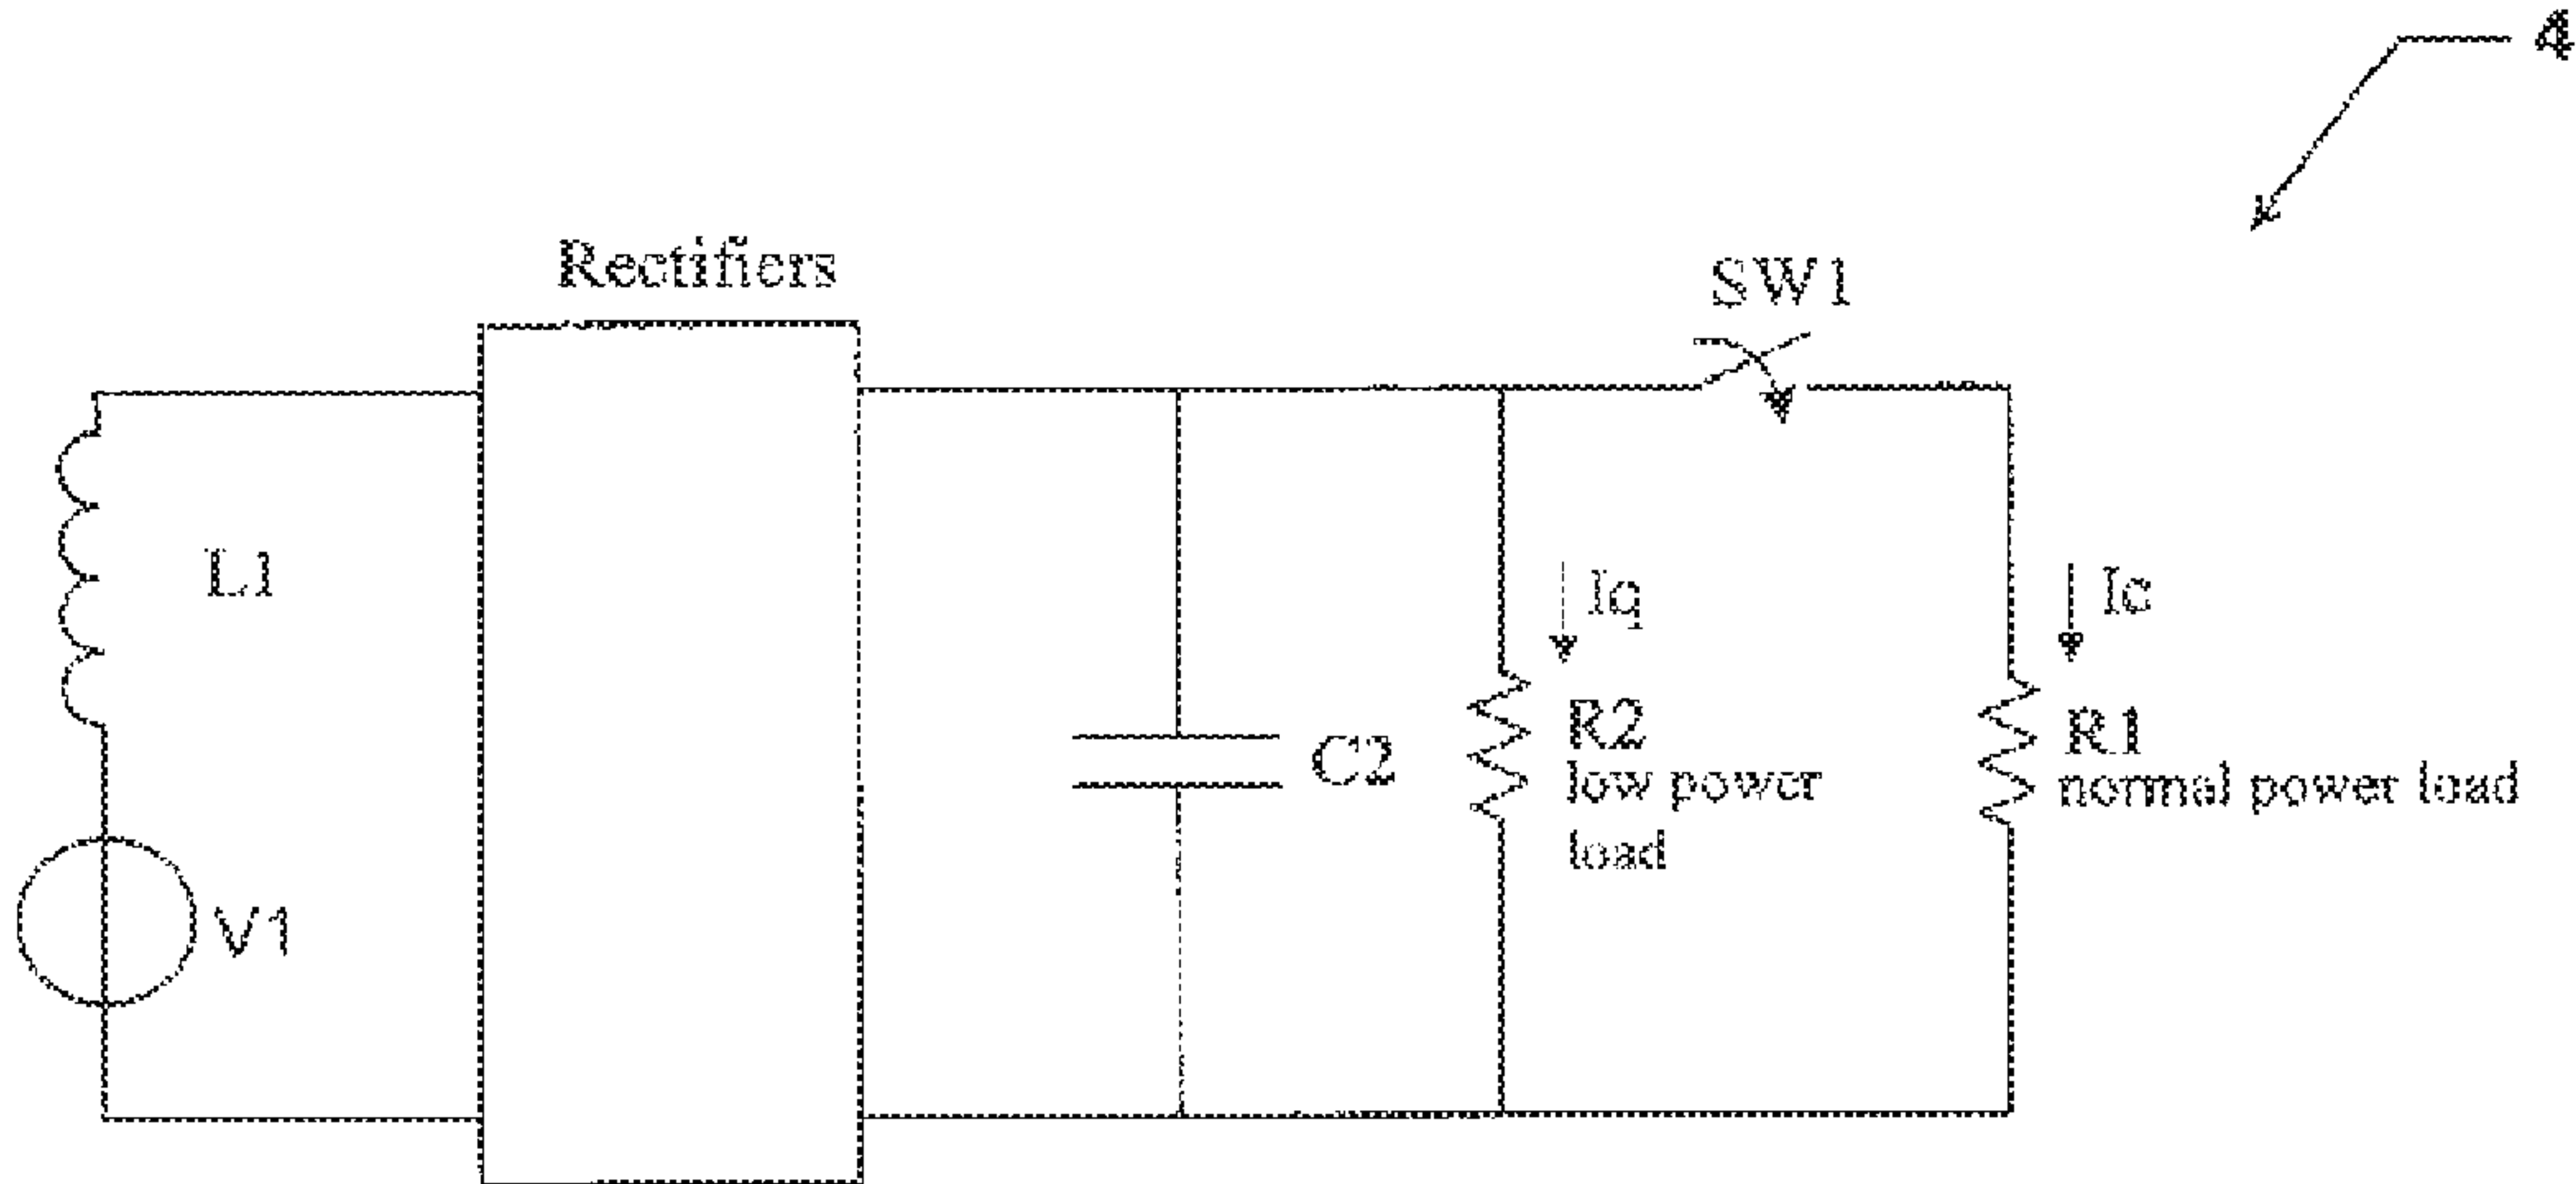 4
Rectifiers
SW1
L1
Iq
Ic
R2
low power
load
R1
normal power load
C2
V1